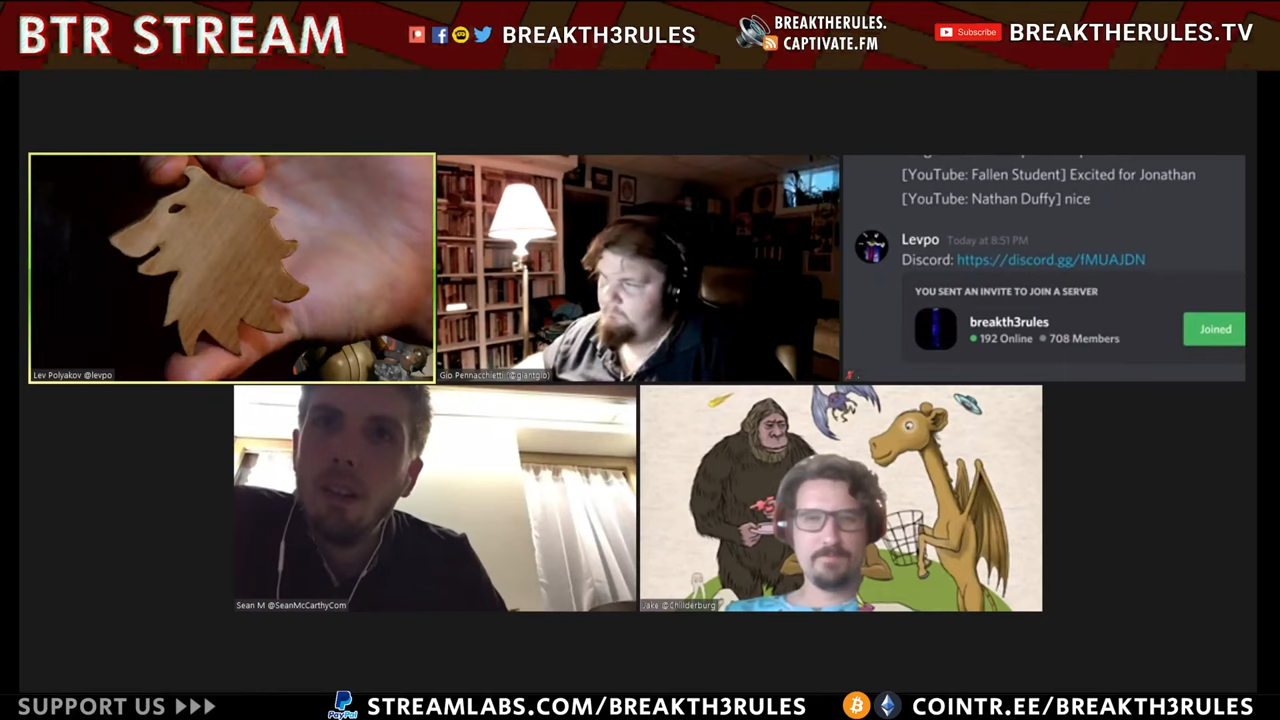 BTR STREAM
BREAKTH3RULES
BREAKTHERULES.
CAPTIVATE.FM
Subscribe
BREAKTHERULES.TV
[YouTube: Fallen Student] Excited for Jonathan
[YouTube: Nathan Duffy] nice
Levpo Today at 8:51 PM
Discord: https://discord.gg/fMUAJDN
YOU SENT AN INVITE TO JOIN A SERVER
breakth3rules
192 Online 708 Members
Joined
Lev Polyakov @levpo
Gio Pennacchietti (@giantgio)
Sean M @SeanMcCarthyCom
Jake @Chillderburg
SUPPORT US
PayPal
STREAMLABS.COM/BREAKTH3RULES
COINTR.EE/BREAKTH3RULES